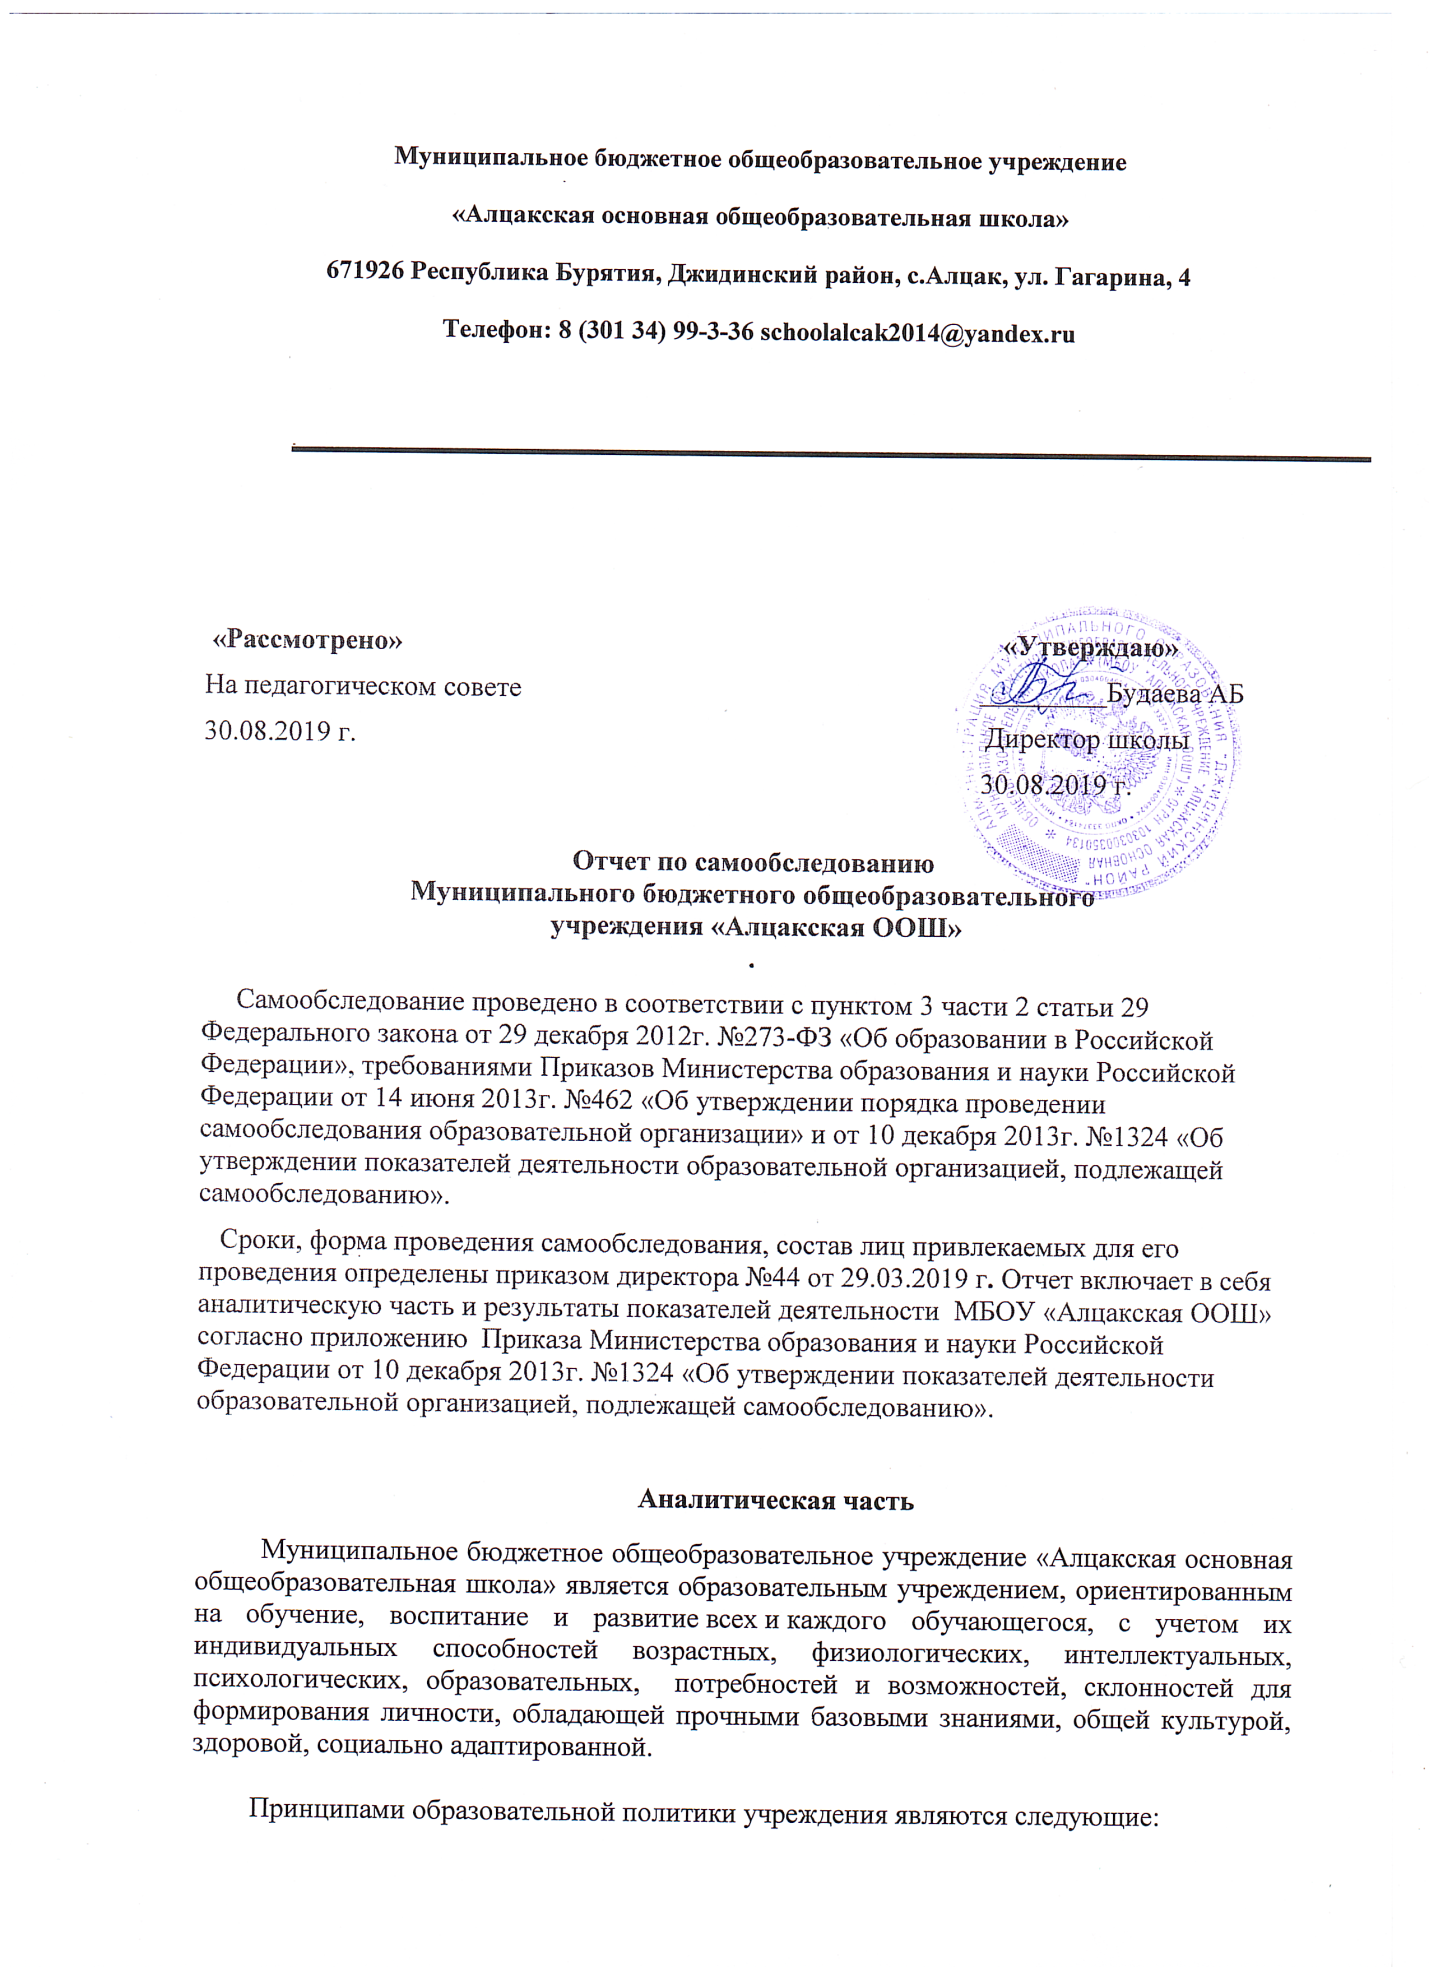 Муниципальное бюджетное общеобразовательное учреждение
«Алцакская основная общеобразовательная школа»
671926 Республика Бурятия, Джидинский район, с.Алцак, ул. Гагарина, 4
Телефон: 8 (301 34) 99-3-36 schoolalcak2014@yandex.ru
«Рассмотрено»
На педагогическом совете
30.08.2019 г.
«Утверждаю»
Будаева АБ
Директор школы
30.08.2019 г.
Отчет по самообследованию
Муниципального бюджетного общеобразовательного
учреждения «Алцакская ООШ»
.
Самообследование проведено в соответствии с пунктом 3 части 2 статьи 29
Федерального закона от 29 декабря 2012г. №273-ФЗ «Об образовании в Российской
Федерации», требованиями Приказов Министерства образования и науки Российской
Федерации от 14 июня 2013г. №462 «Об утверждении порядка проведении
самообследования образовательной организации» и от 10 декабря 2013г. №1324 «Об
утверждении показателей деятельности образовательной организацией, подлежащей
самообследованию».
Сроки, форма проведения самообследования, состав лиц привлекаемых для его
проведения определены приказом директора №44 от 29.03.2019 г. Отчет включает в себя
аналитическую часть и результаты показателей деятельности МБОУ «Алцакская ООШ»
согласно приложению Приказа Министерства образования и науки Российской
Федерации от 10 декабря 2013г. №1324 «Об утверждении показателей деятельности
образовательной организацией, подлежащей самообследованию».
Аналитическая часть
Муниципальное бюджетное общеобразовательное учреждение «Алцакская основная
общеобразовательная школа» является образовательным учреждением, ориентированным
на обучение, воспитание и развитие всех и каждого обучающегося, с учетом их
индивидуальных способностей возрастных, физиологических, интеллектуальных,
психологических, образовательных, потребностей и возможностей, склонностей для
формирования личности, обладающей прочными базовыми знаниями, общей культурой,
здоровой, социально адаптированной.
Принципами образовательной политики учреждения являются следующие: